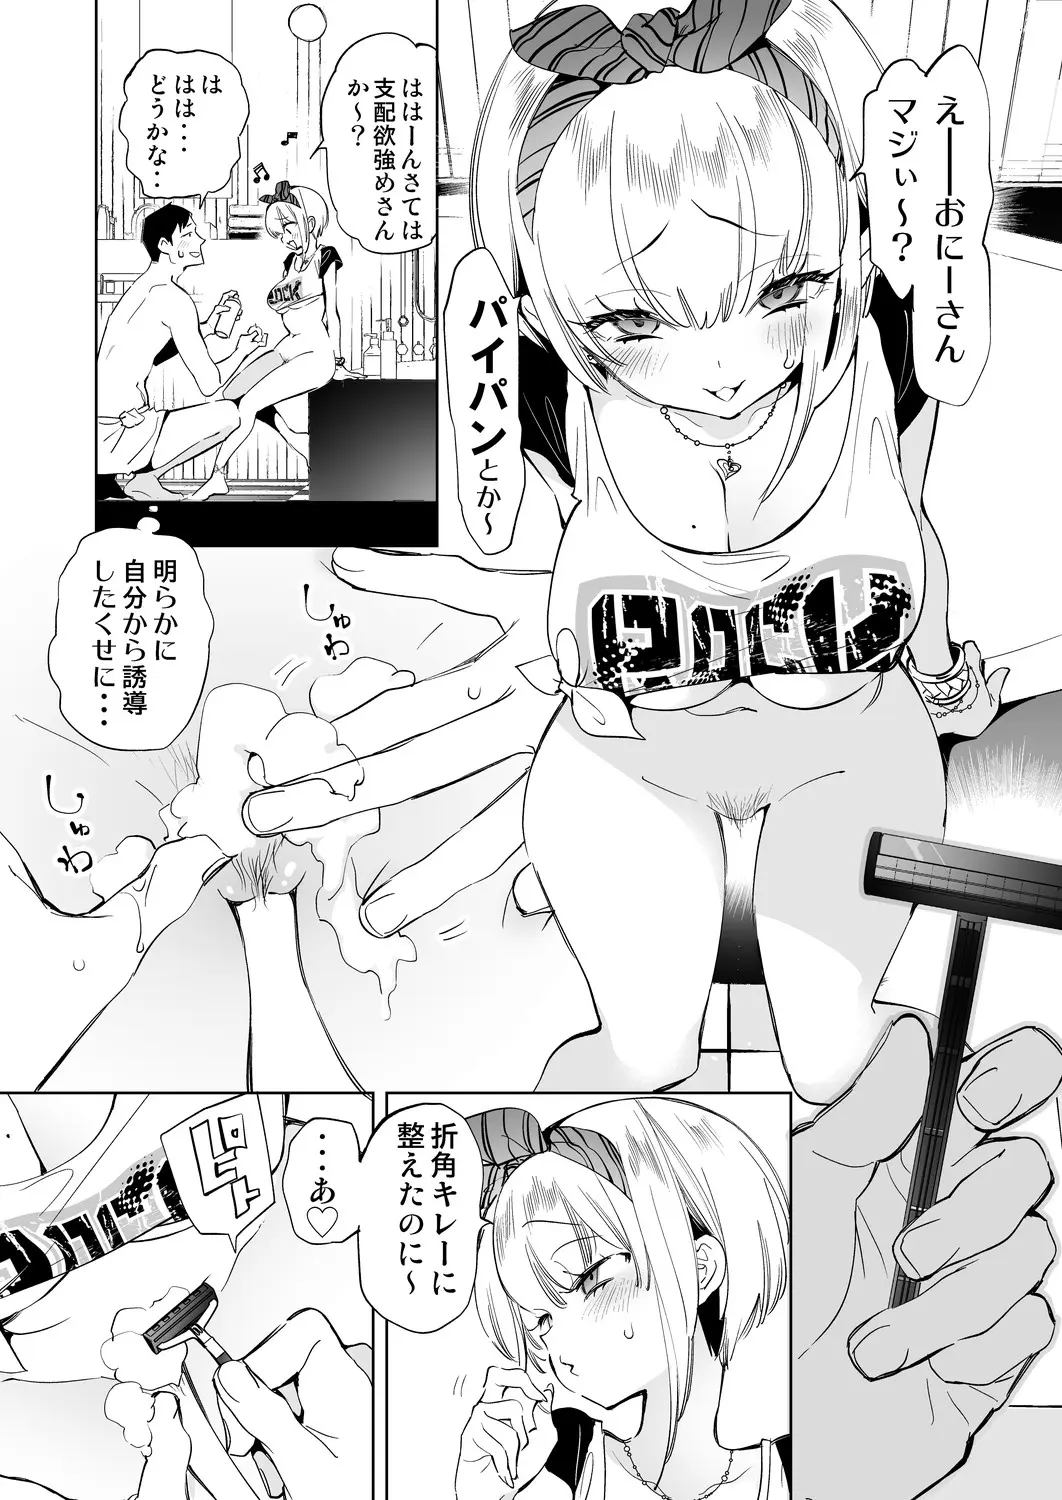 えーーおにーさん
マジぃ～？
パイパンとか～
ROCK
ははーんさては
支配欲強めさん
か～？
は
はは・・・
どうかな・・
明らかに
自分から誘導
したくせに・・・
しゅわ
しゅわ
折角キレーに
整えたのに～
・・・あ♡
ピト